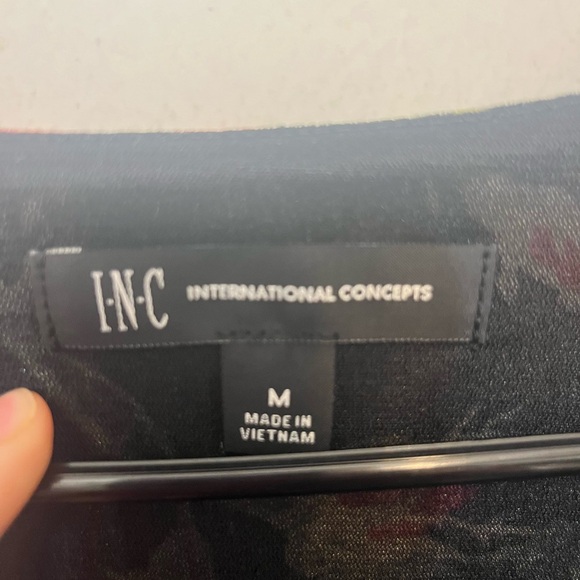 I·N·C INTERNATIONAL CONCEPTS
M
MADE IN
VIETNAM